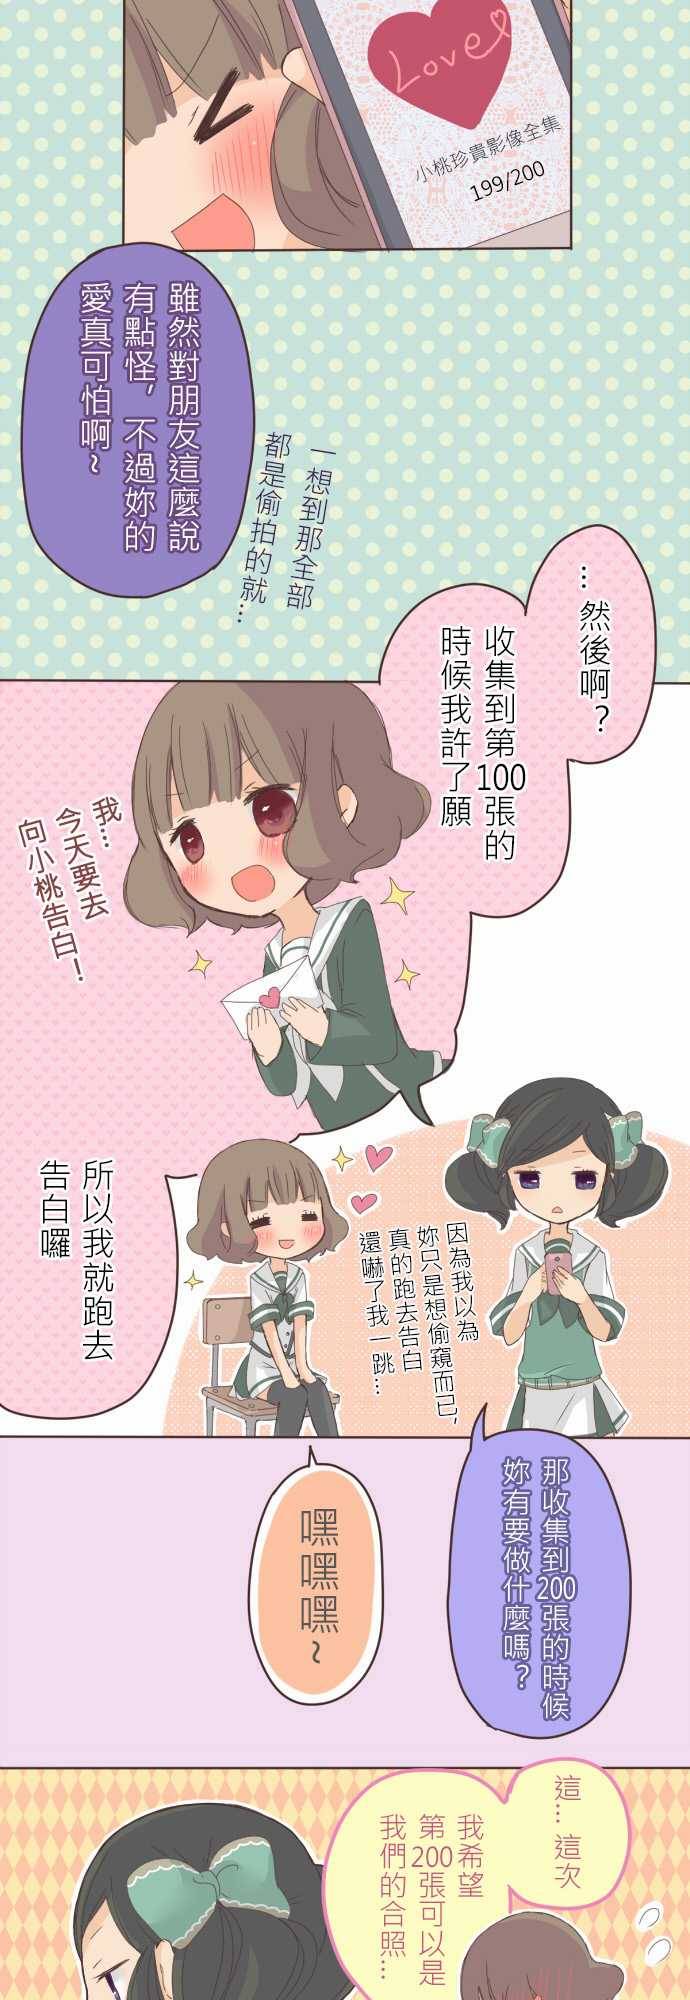 Love
小桃珍貴影像全集
199/200
雖然對朋友這麼說
有點怪，不過妳的
愛真可怕啊~
一想到那全部
都是偷拍的就…
…然後啊？
收集到第100張的
時候我許了願
我…
今天要去
向小桃告白！
所以我就跑去
告白囉
因為我以為
妳只是想偷窺而已,
真的跑去告白
還嚇了我一跳…
那收集到200張的時候
妳有要做什麼嗎？
嘿嘿嘿~
這…這次
我希望
第200張可以是
我們的合照…